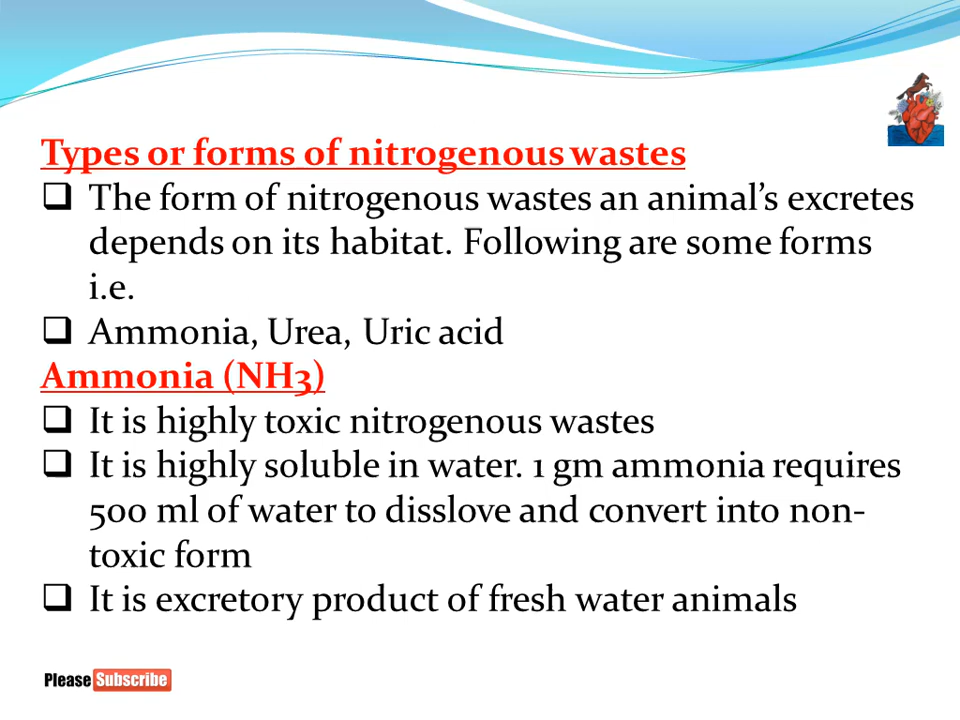 Types or forms of nitrogenous wastes
❑ The form of nitrogenous wastes an animal’s excretes
depends on its habitat. Following are some forms
i.e.
❑ Ammonia, Urea, Uric acid
Ammonia (NH3)
❑ It is highly toxic nitrogenous wastes
❑ It is highly soluble in water. 1 gm ammonia requires
500 ml of water to disslove and convert into non-
toxic form
❑ It is excretory product of fresh water animals
Please Subscribe